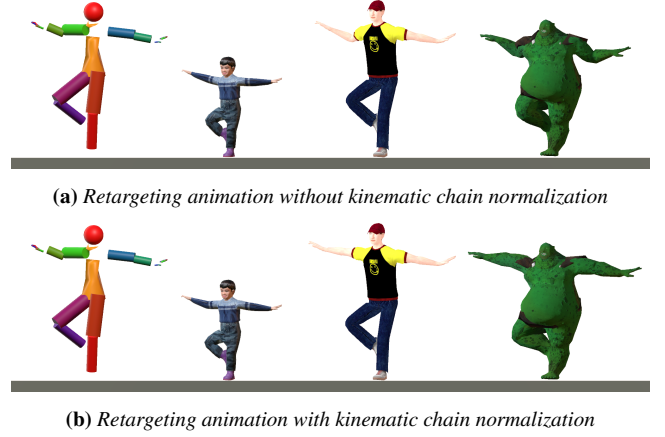 (a) Retargeting animation without kinematic chain normalization
(b) Retargeting animation with kinematic chain normalization